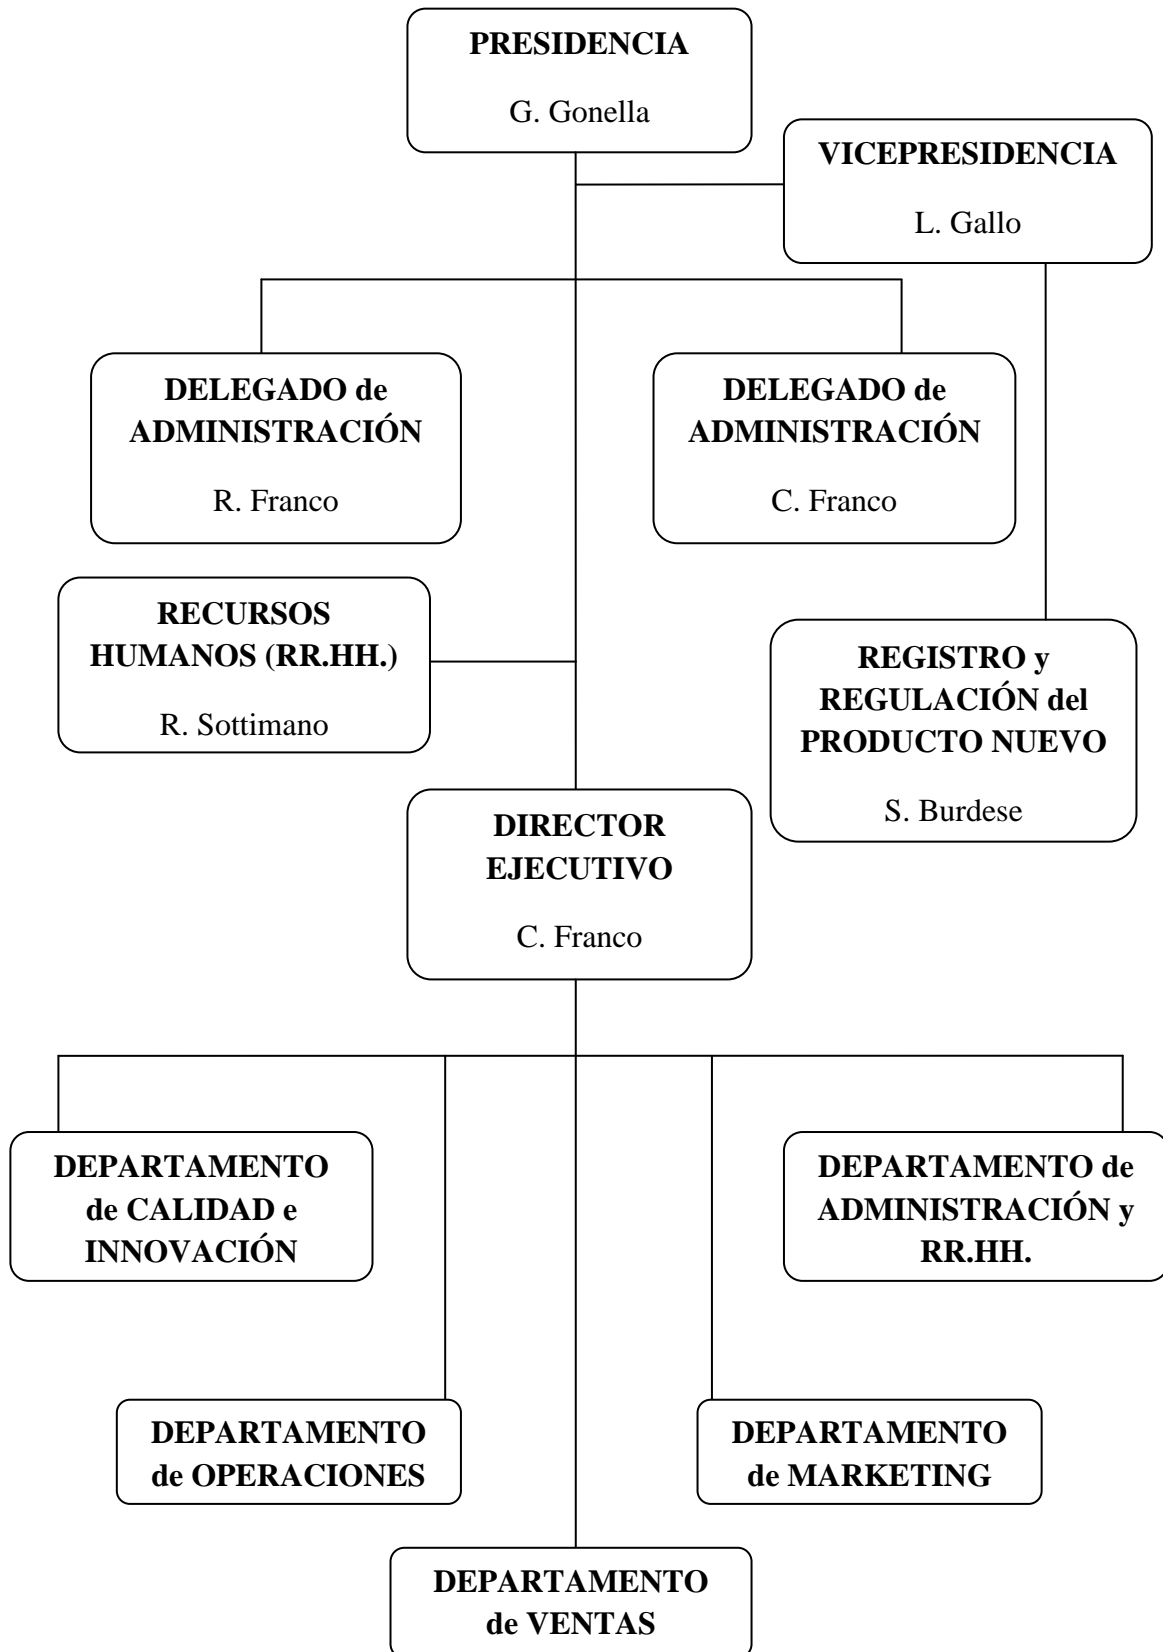 PRESIDENCIA
G. Gonella
VICEPRESIDENCIA
L. Gallo
DELEGADO de
ADMINISTRACIÓN
R. Franco
DELEGADO de
ADMINISTRACIÓN
C. Franco
RECURSOS
HUMANOS (RR.HH.)
R. Sottimano
REGISTRO y
REGULACIÓN del
PRODUCTO NUEVO
S. Burdese
DIRECTOR
EJECUTIVO
C. Franco
DEPARTAMENTO
de CALIDAD e
INNOVACIÓN
DEPARTAMENTO de
ADMINISTRACIÓN y
RR.HH.
DEPARTAMENTO
de OPERACIONES
DEPARTAMENTO
de MARKETING
DEPARTAMENTO
de VENTAS